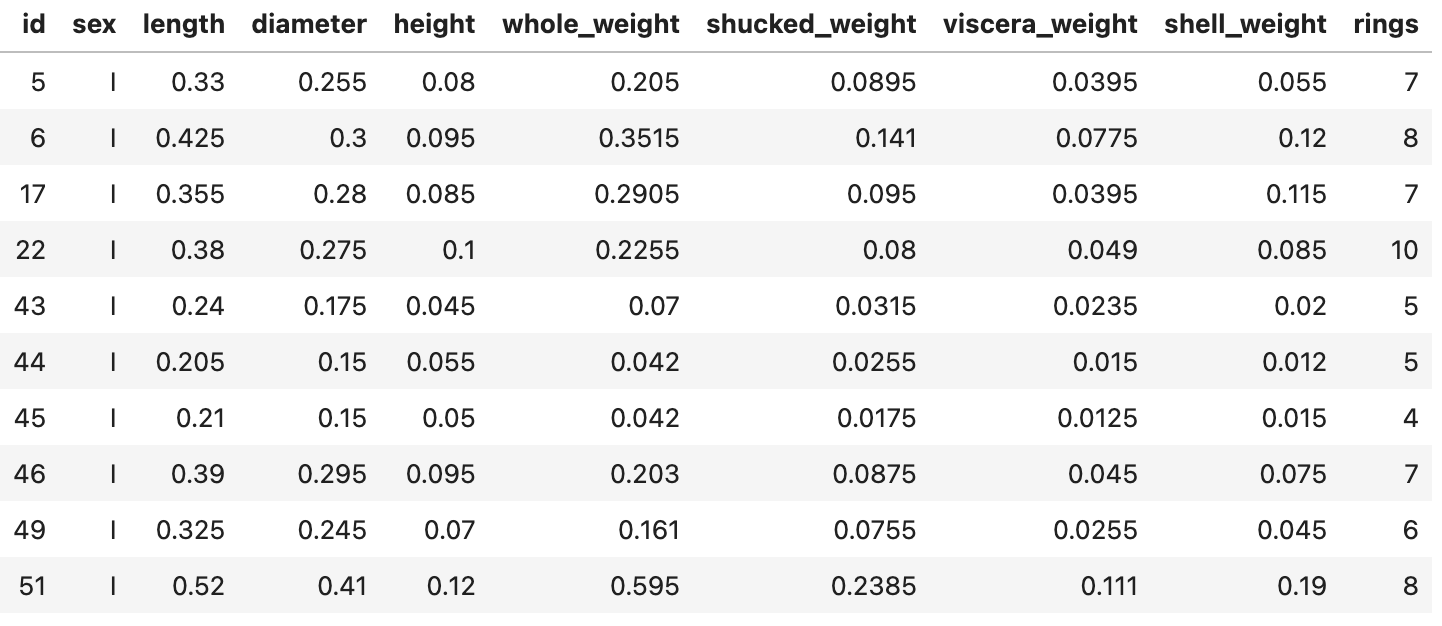 id sex length diameter height whole_weight shucked_weight viscera_weight shell_weight rings
5 I 0.33 0.255 0.08 0.205 0.0895 0.0395 0.055 7
6 I 0.425 0.3 0.095 0.3515 0.141 0.0775 0.12 8
17 I 0.355 0.28 0.085 0.2905 0.095 0.0395 0.115 7
22 I 0.38 0.275 0.1 0.2255 0.08 0.049 0.085 10
43 I 0.24 0.175 0.045 0.07 0.0315 0.0235 0.02 5
44 I 0.205 0.15 0.055 0.042 0.0255 0.015 0.012 5
45 I 0.21 0.15 0.05 0.042 0.0175 0.0125 0.015 4
46 I 0.39 0.295 0.095 0.203 0.0875 0.045 0.075 7
49 I 0.325 0.245 0.07 0.161 0.0755 0.0255 0.045 6
51 I 0.52 0.41 0.12 0.595 0.2385 0.111 0.19 8